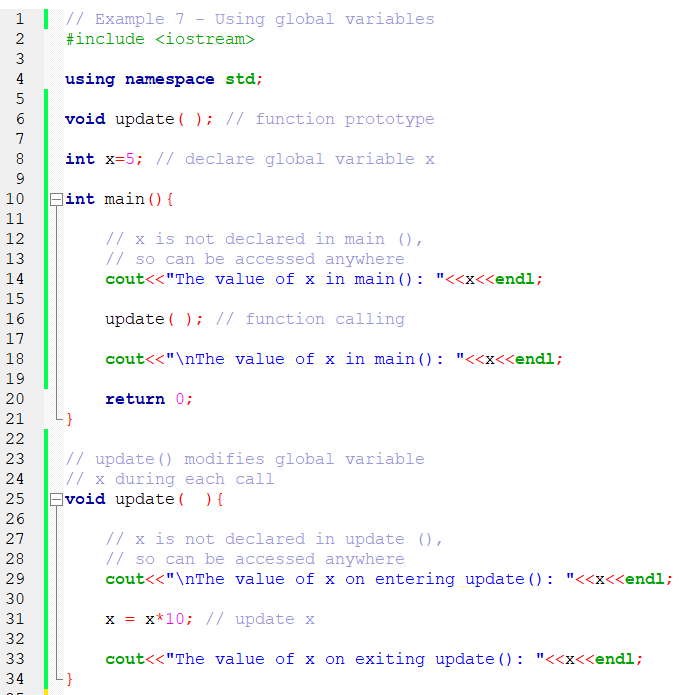 1 // Example 7 - Using global variables
2 #include <iostream>
3
4 using namespace std;
5
6 void update( ); // function prototype
7
8 int x=5; // declare global variable x
9
10 int main(){
11
12 // x is not declared in main (),
13 // so can be accessed anywhere
14 cout<<"The value of x in main(): "<<x<<endl;
15
16 update( ); // function calling
17
18 cout<<"\nThe value of x in main(): "<<x<<endl;
19
20 return 0;
21 }
22
23 // update() modifies global variable
24 // x during each call
25 void update(  ){
26
27 // x is not declared in update (),
28 // so can be accessed anywhere
29 cout<<"\nThe value of x on entering update(): "<<x<<endl;
30
31 x = x*10; // update x
32
33 cout<<"The value of x on exiting update(): "<<x<<endl;
34 }